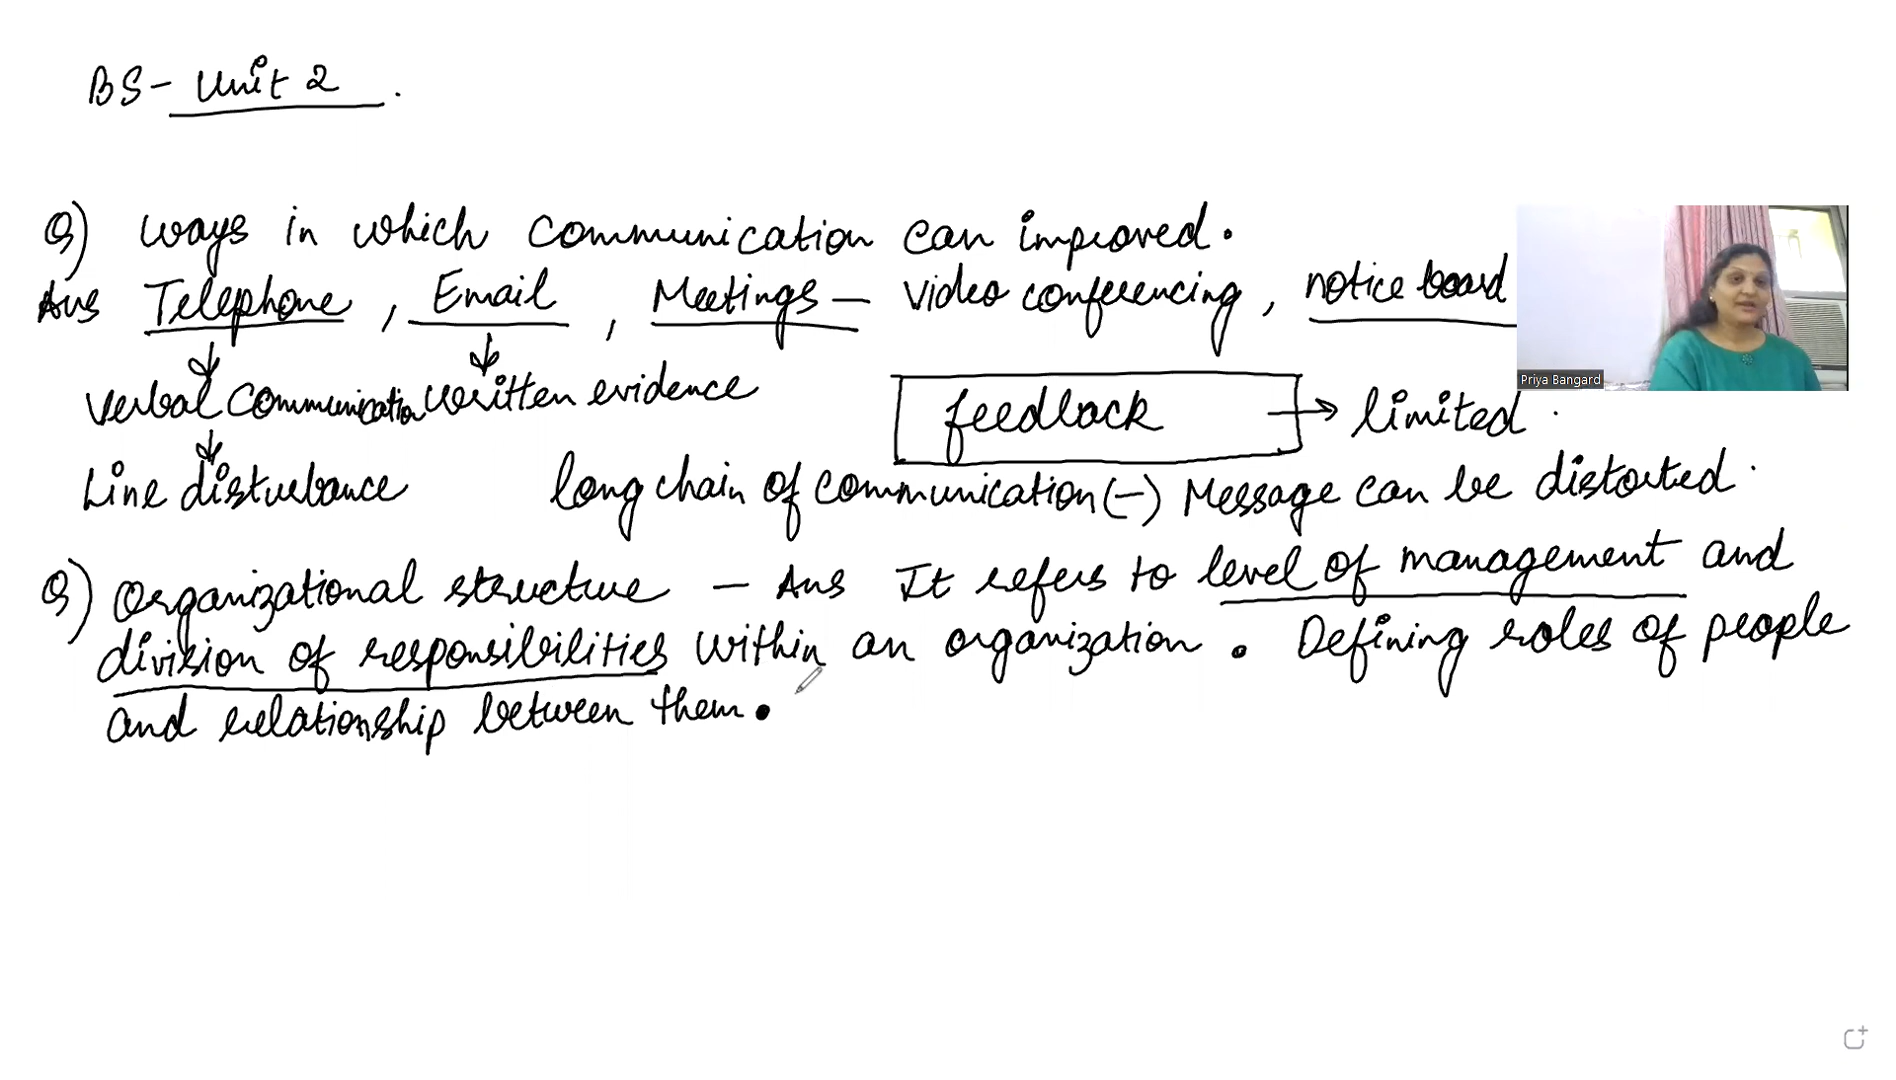 BS- Unit 2.
Q) ways in which communication can improved.
Ans Telephone, Email, Meetings - Video conferencing, notice board
Verbal Communication written evidence
feedback → limited.
Line disturbance
long chain of communication (-) Message can be distorted.
Q) Organizational structure - Ans It refers to level of management and
division of responsibilities within an organization. Defining roles of people
and relationship between them.
Priya Bangard